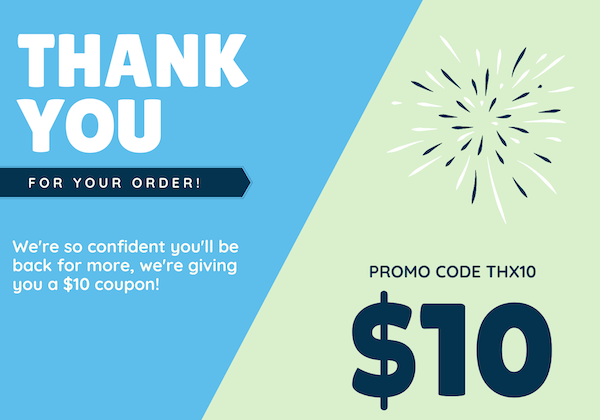 THANK
YOU
FOR YOUR ORDER!
We're so confident you'll be
back for more, we're giving
you a $10 coupon!
PROMO CODE THX10
$10